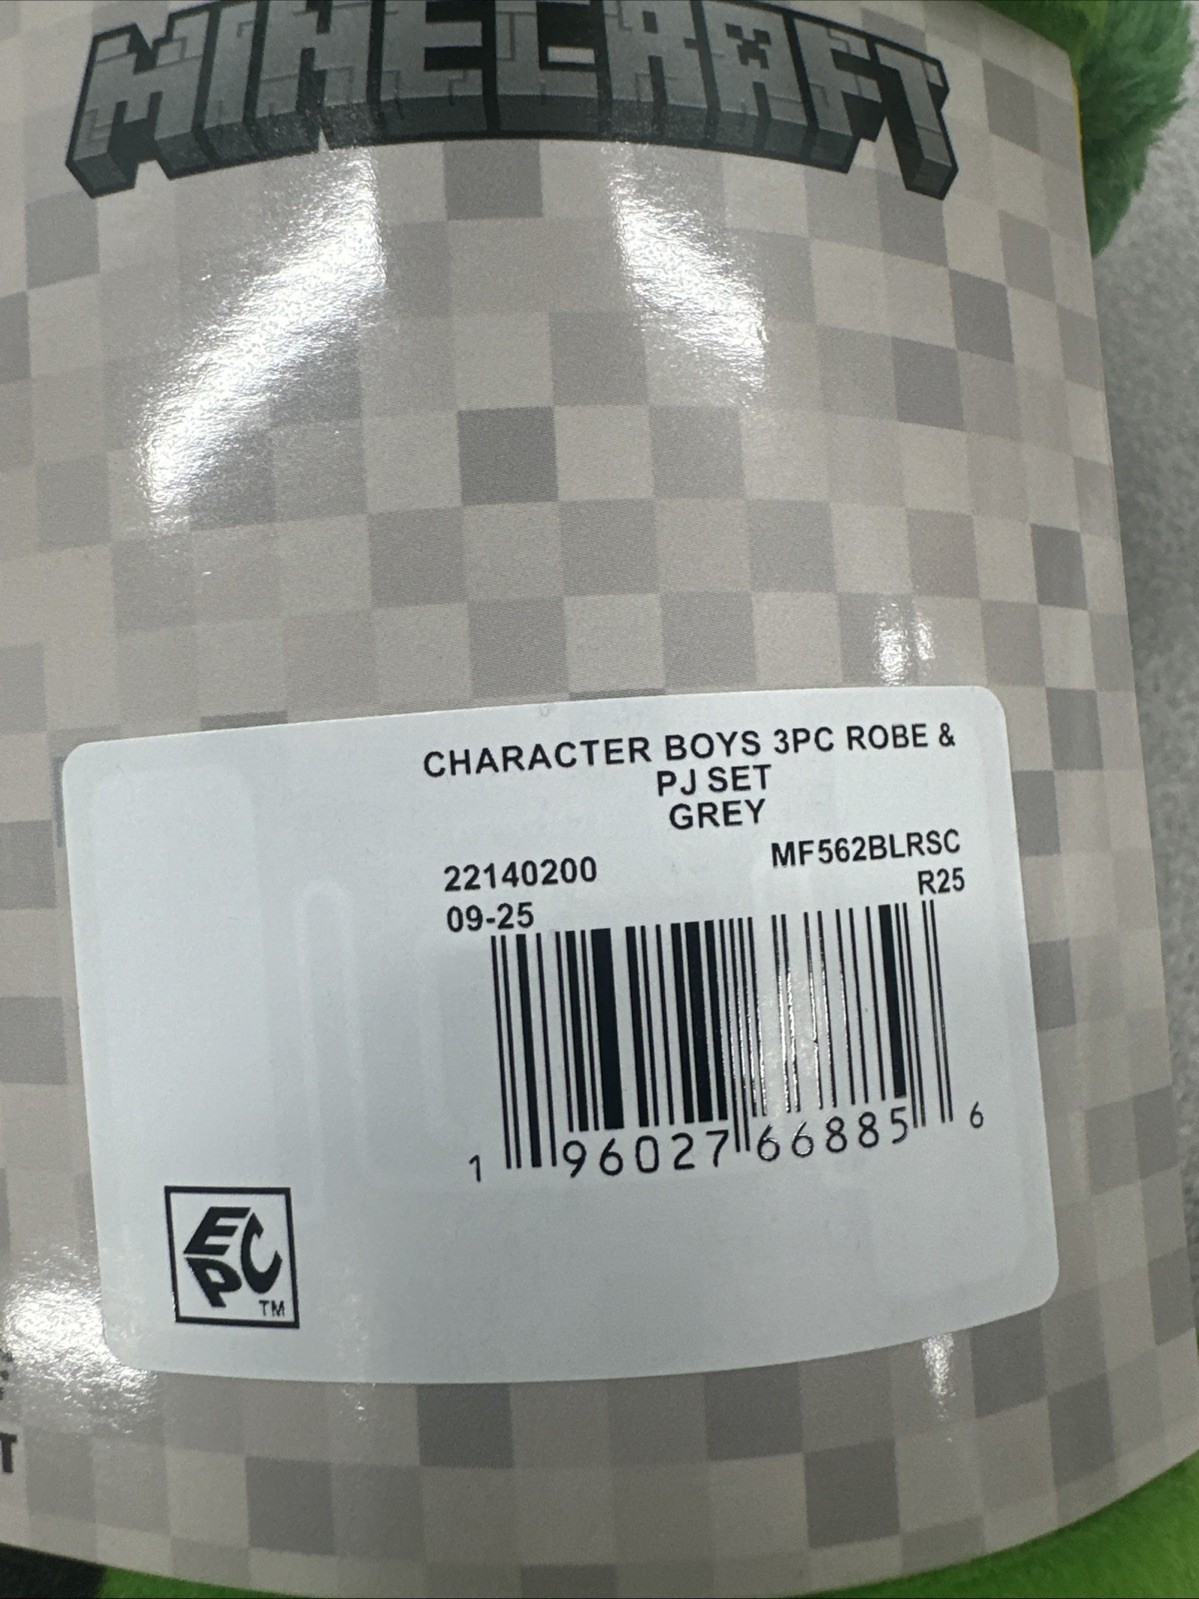 MINECRAFT
CHARACTER BOYS 3PC ROBE &
PJ SET
GREY
22140200 MF562BLRSC
09-25 R25
1 96027 66885 6
EPC
TM
T